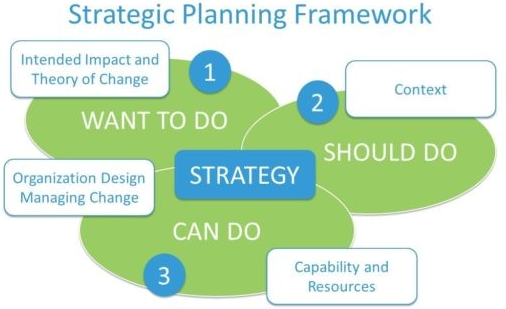 Strategic Planning Framework
Intended Impact and
Theory of Change
1
WANT TO DO
2
Context
SHOULD DO
STRATEGY
Organization Design
Managing Change
CAN DO
3
Capability and
Resources